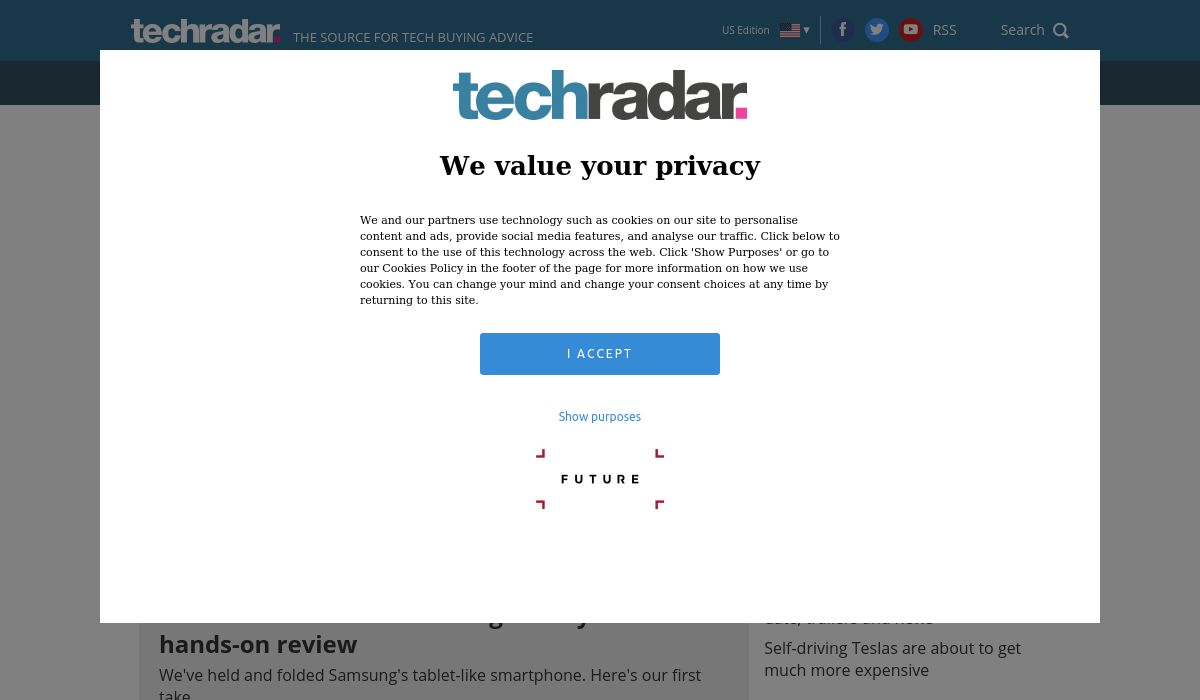 techradar.
THE SOURCE FOR TECH BUYING ADVICE
US Edition
RSS
Search
techradar.
We value your privacy
We and our partners use technology such as cookies on our site to personalise
content and ads, provide social media features, and analyse our traffic. Click below to
consent to the use of this technology across the web. Click 'Show Purposes' or go to
our Cookies Policy in the footer of the page for more information on how we use
cookies. You can change your mind and change your consent choices at any time by
returning to this site.
I ACCEPT
Show purposes
FUTURE
hands-on review
We've held and folded Samsung's tablet-like smartphone. Here's our first
take
Self-driving Teslas are about to get
much more expensive